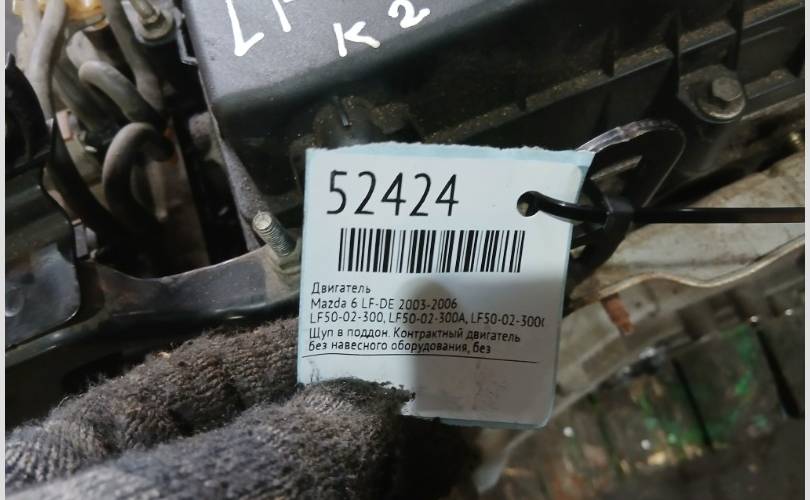 K2
52424
Двигатель
Mazda 6 LF-DE 2003-2006
LF50-02-300, LF50-02-300A, LF50-02-300
Щуп в поддон. Контрактный двигатель
без навесного оборудования, без